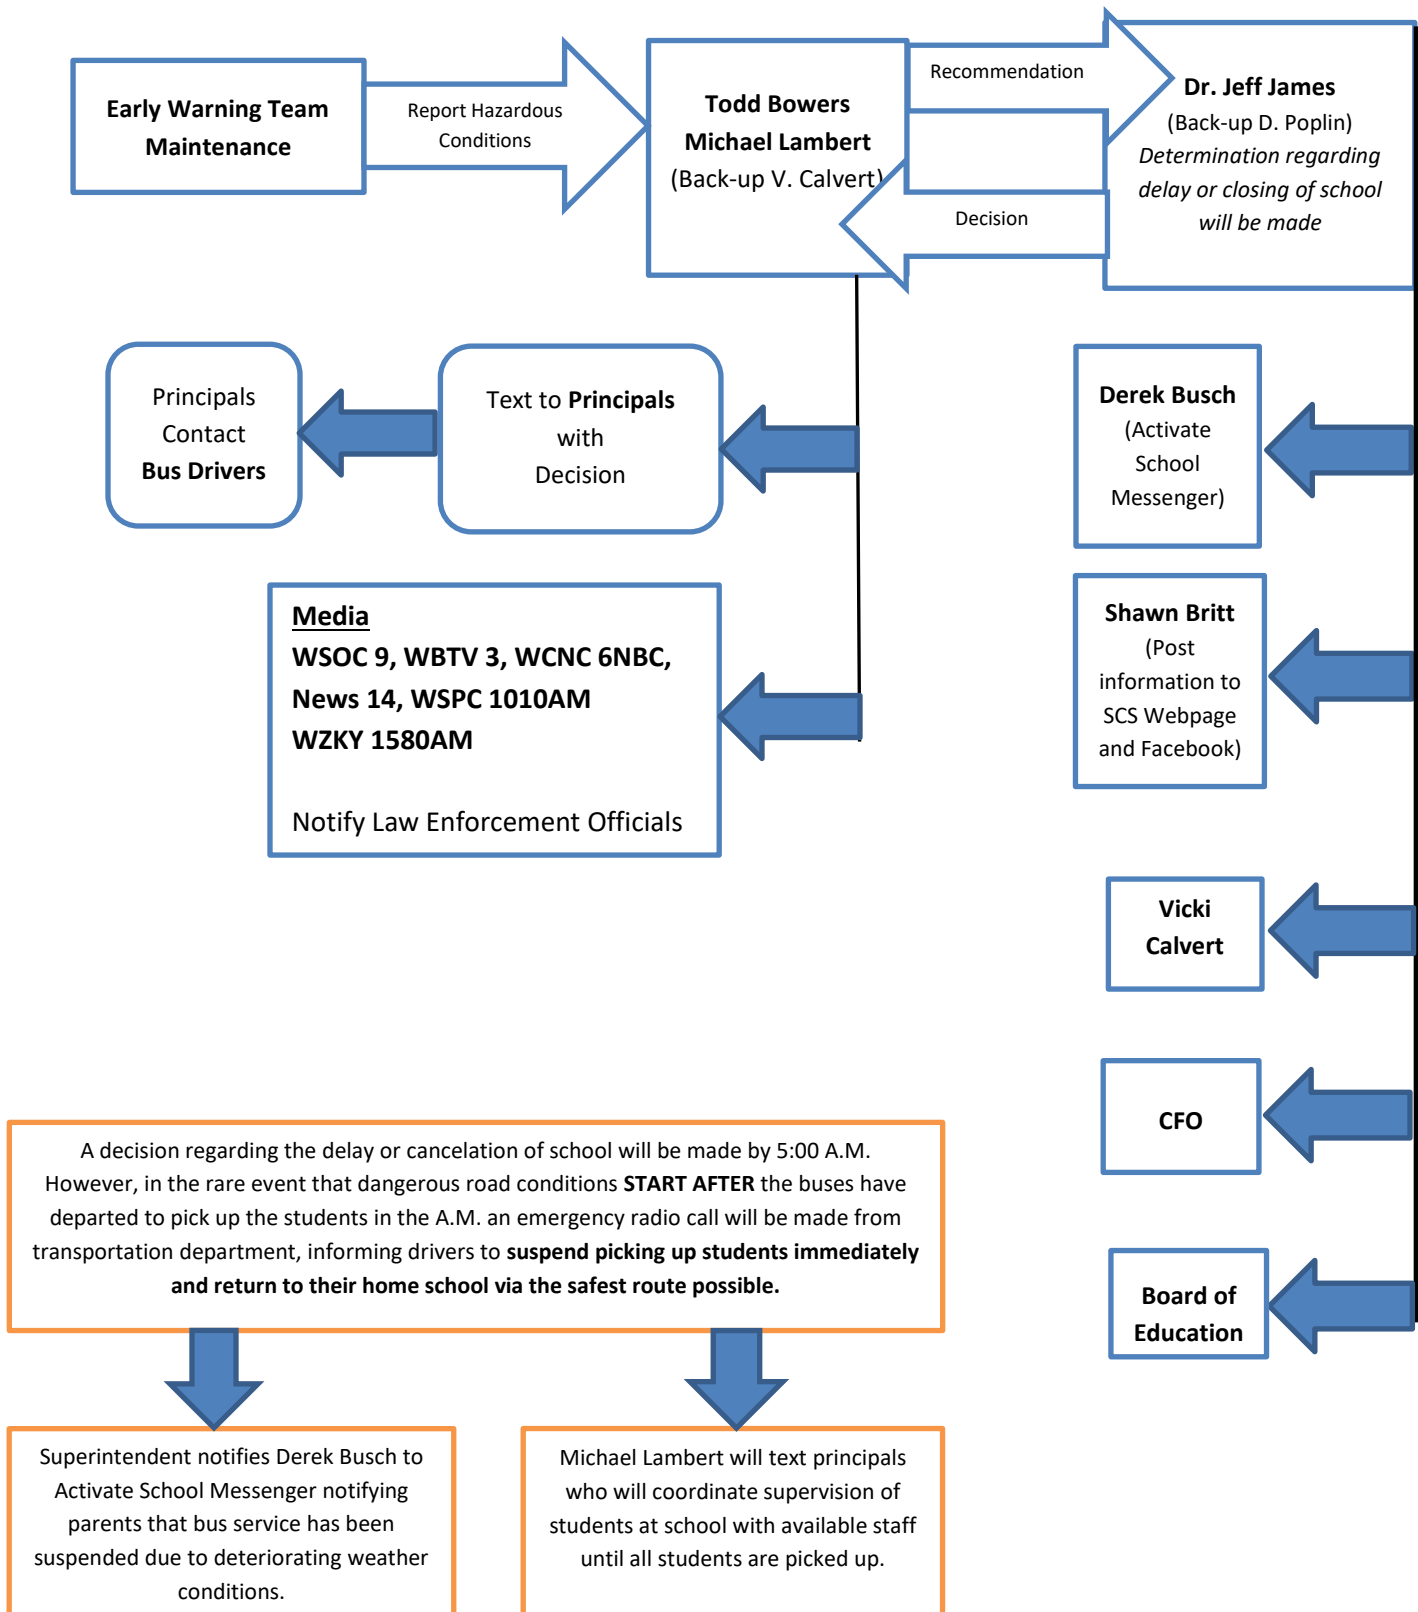 Early Warning Team
Maintenance
Report Hazardous
Conditions
Todd Bowers
Michael Lambert
(Back-up V. Calvert)
Recommendation
Decision
Dr. Jeff James
(Back-up D. Poplin)
Determination regarding
delay or closing of school
will be made
Principals
Contact
Bus Drivers
Text to Principals
with
Decision
Media
WSOC 9, WBTV 3, WCNC 6NBC,
News 14, WSPC 1010AM
WZKY 1580AM
Notify Law Enforcement Officials
Derek Busch
(Activate
School
Messenger)
Shawn Britt
(Post
information to
SCS Webpage
and Facebook)
Vicki
Calvert
CFO
Board of
Education
A decision regarding the delay or cancelation of school will be made by 5:00 A.M.
However, in the rare event that dangerous road conditions START AFTER the buses have
departed to pick up the students in the A.M. an emergency radio call will be made from
transportation department, informing drivers to suspend picking up students immediately
and return to their home school via the safest route possible.
Superintendent notifies Derek Busch to
Activate School Messenger notifying
parents that bus service has been
suspended due to deteriorating weather
conditions.
Michael Lambert will text principals
who will coordinate supervision of
students at school with available staff
until all students are picked up.